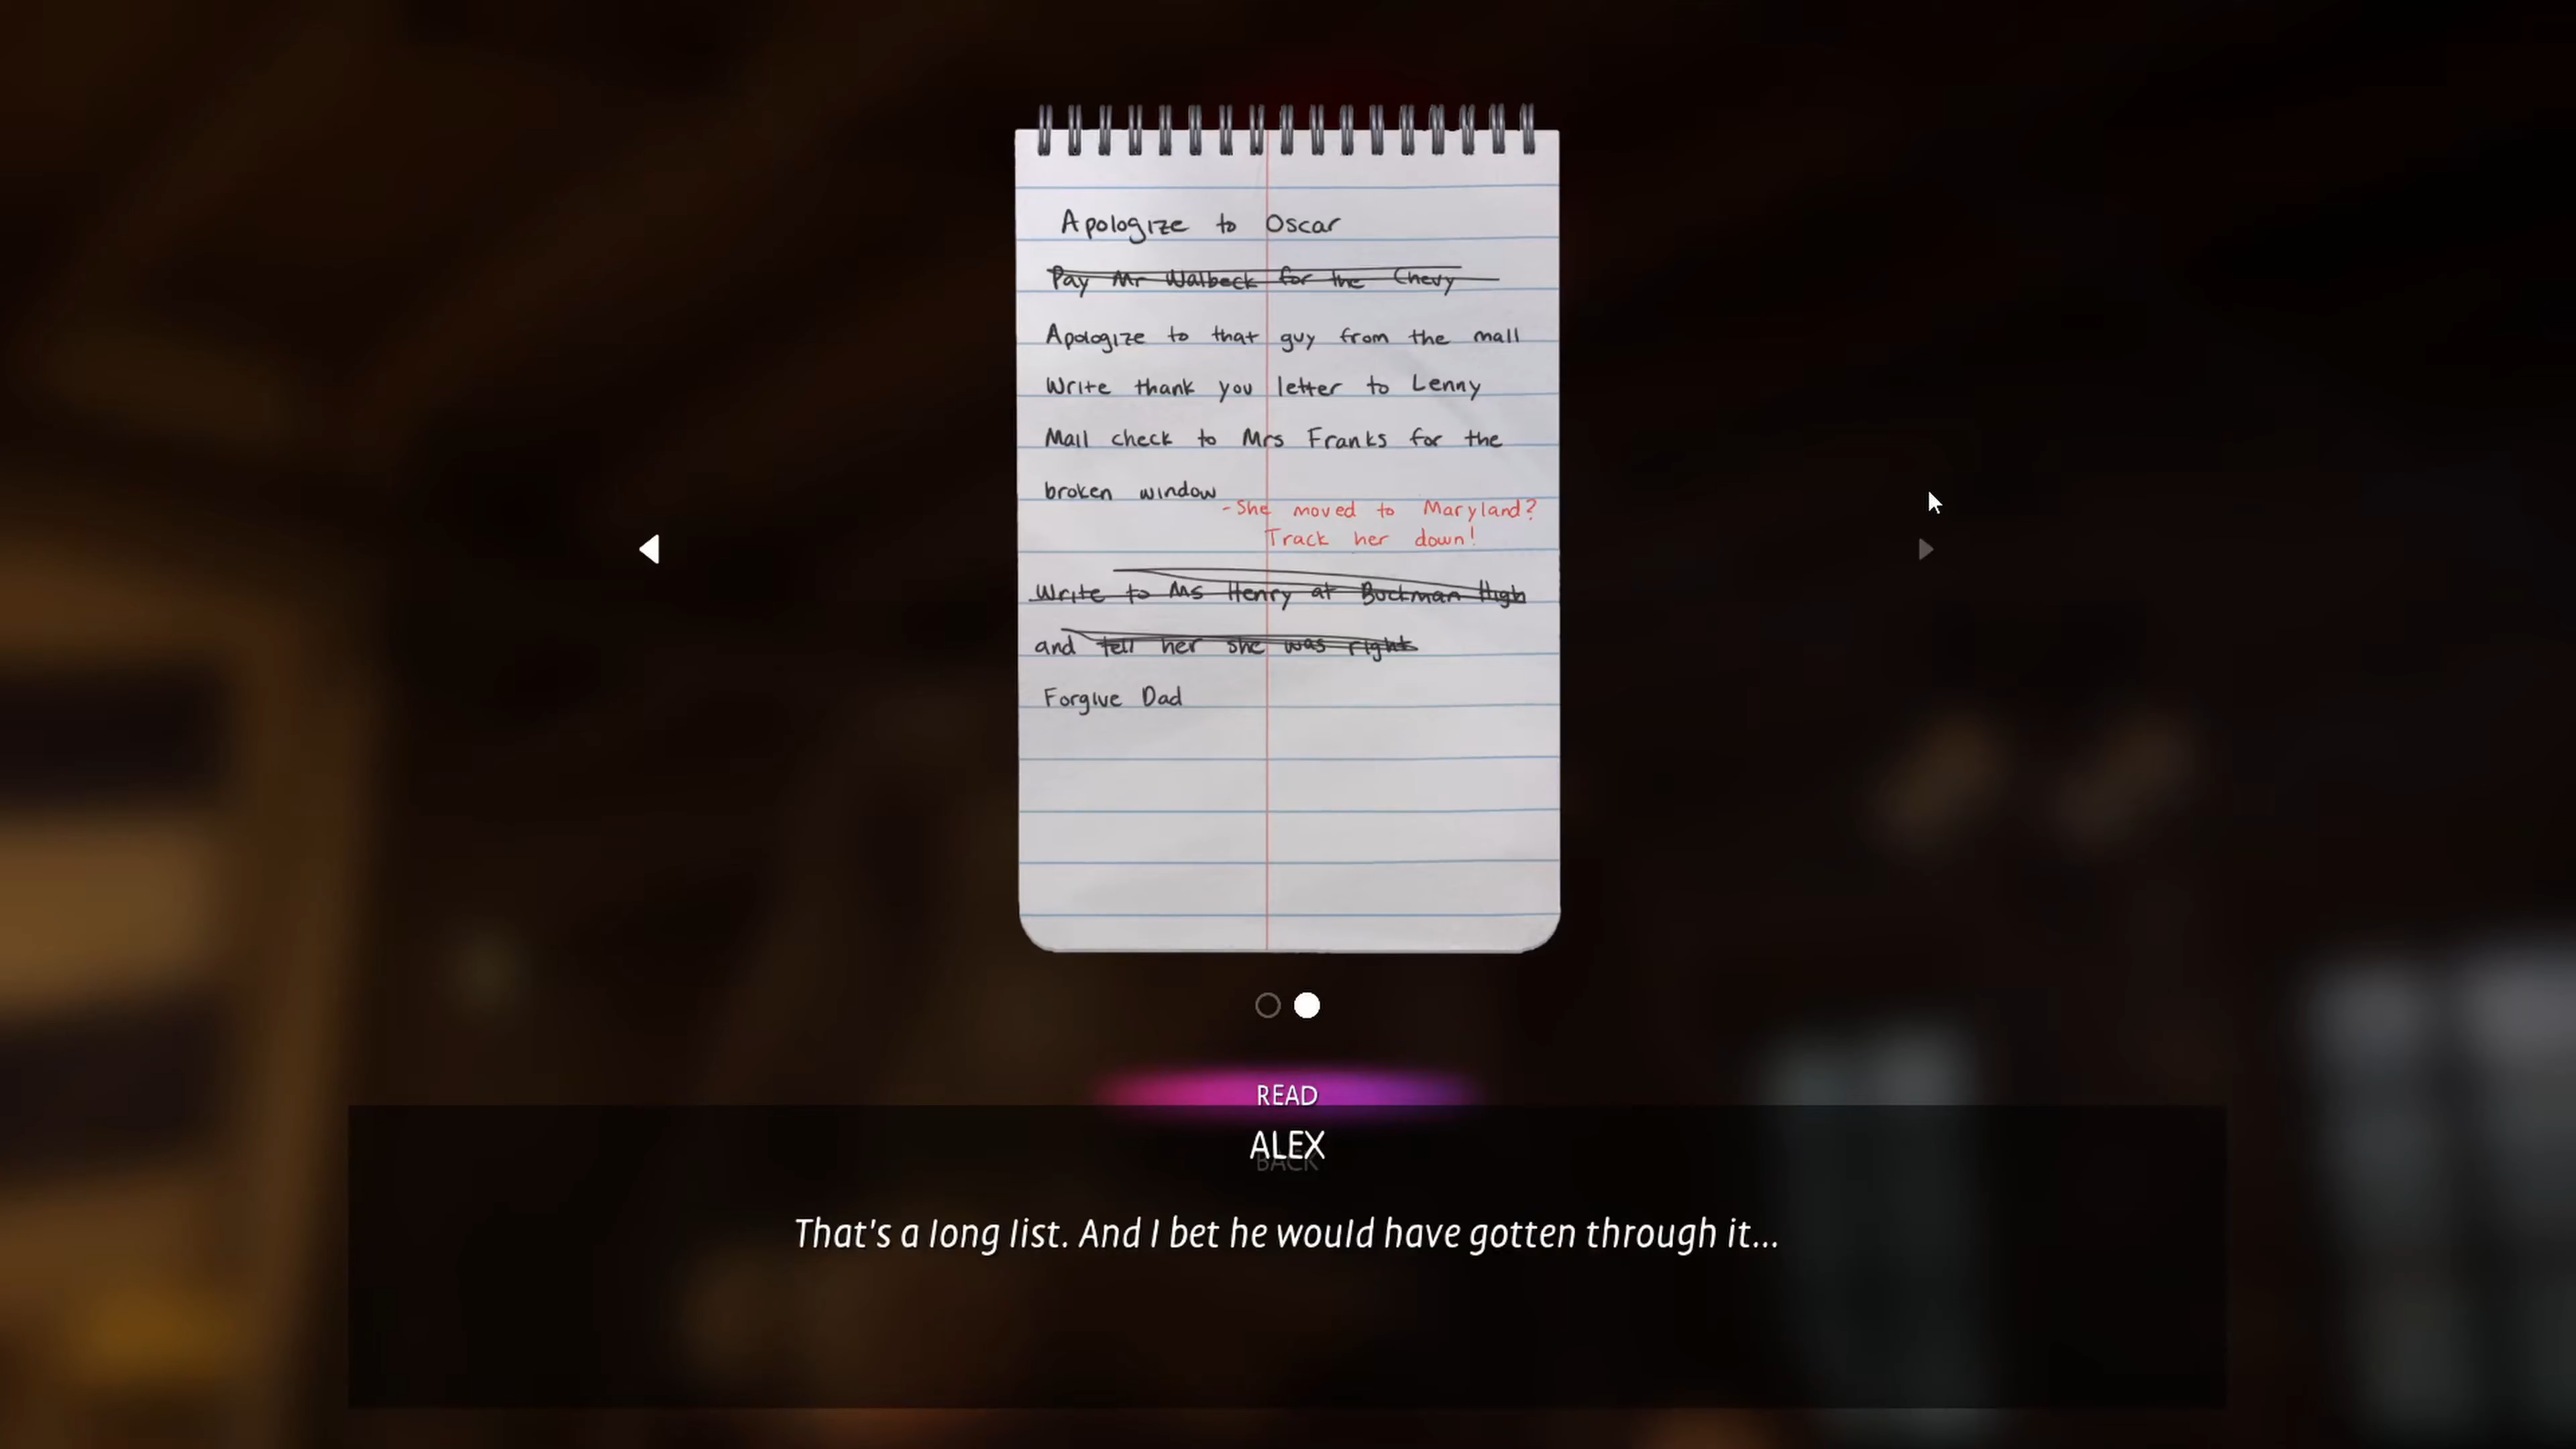 Apologize to Oscar
Pay Mr Walbeck for the Chevy
Apologize to that guy from the mall
Write thank you letter to Lenny
Mail check to Mrs Franks for the
broken window
- She moved to Maryland?
Track her down!
Write to Ms Henry at Buckman High
and tell her she was right
Forgive Dad
READ
ALEX
BACK
That's a long list. And I bet he would have gotten through it...